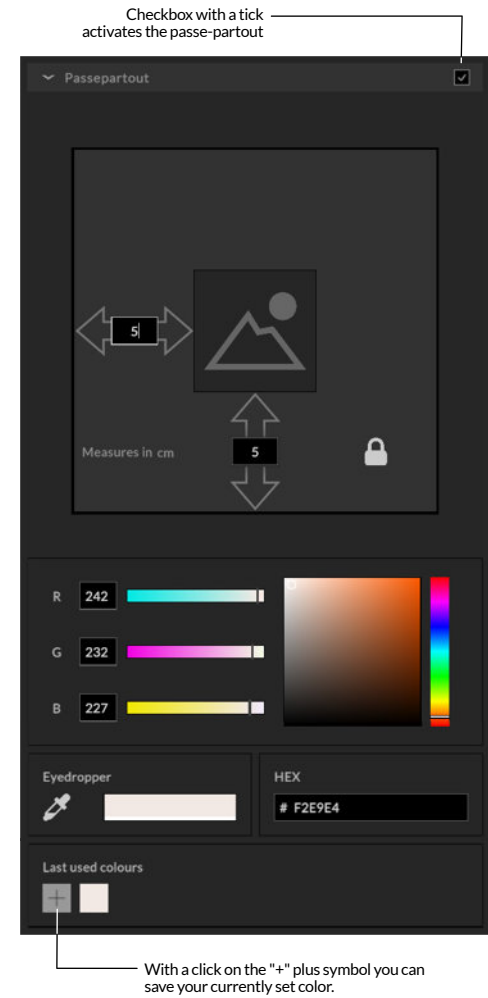 Checkbox with a tick
activates the passe-partout
Passepartout
5
Measures in cm
5
R 242
G 232
B 227
Eyedropper
HEX
# F2E9E4
Last used colours
+
With a click on the "+" plus symbol you can
save your currently set color.